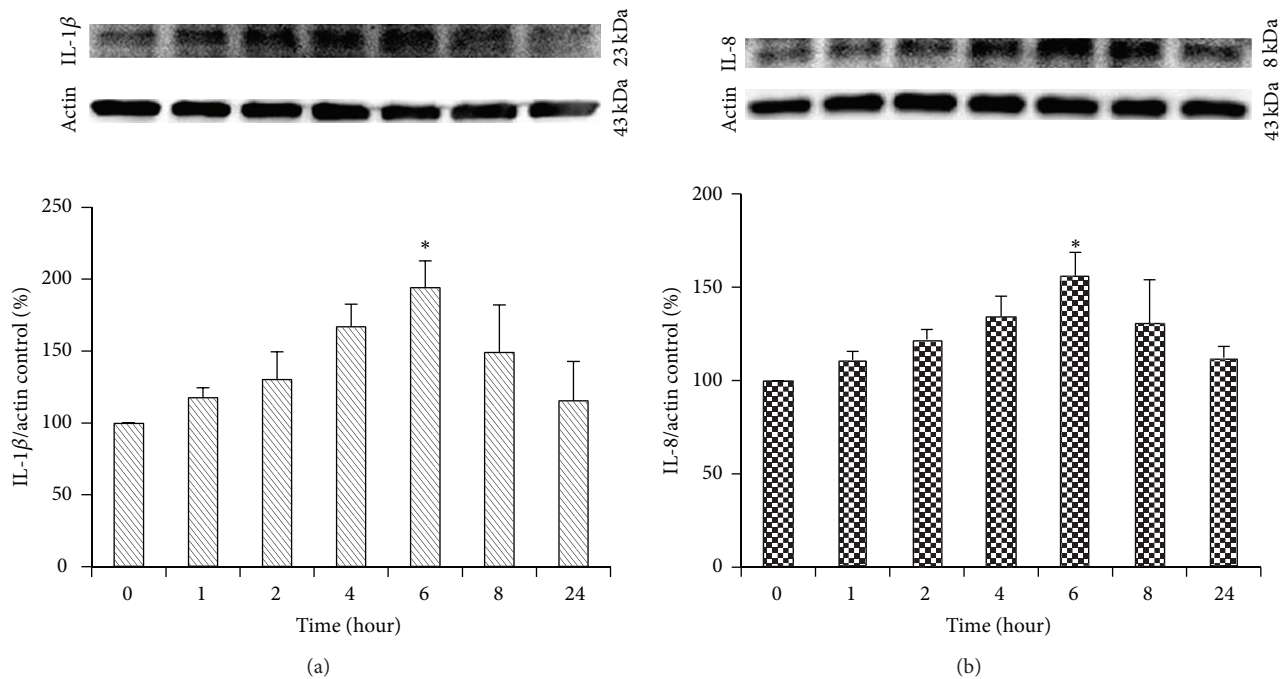 IL-1β
23 kDa
Actin
43 kDa
250
200
150
100
50
0
IL-1β/actin control (%)
*
0 1 2 4 6 8 24
Time (hour)
(a)
IL-8
8 kDa
Actin
43 kDa
200
150
100
50
0
IL-8/actin control (%)
*
0 1 2 4 6 8 24
Time (hour)
(b)